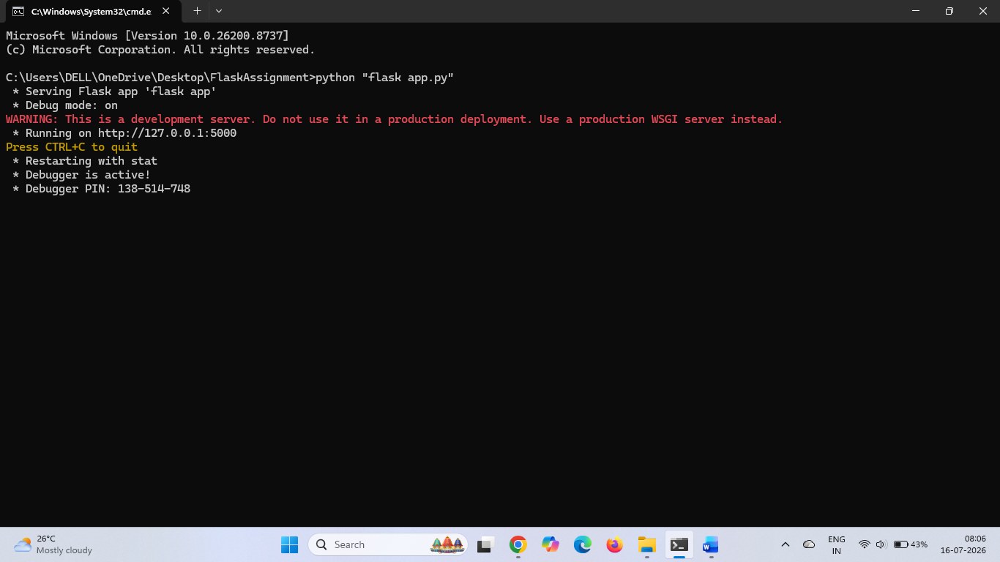 C:\Windows\System32\cmd.e
Microsoft Windows [Version 10.0.26200.8737]
(c) Microsoft Corporation. All rights reserved.
C:\Users\DELL\OneDrive\Desktop\FlaskAssignment>python "flask app.py"
 * Serving Flask app 'flask app'
 * Debug mode: on
WARNING: This is a development server. Do not use it in a production deployment. Use a production WSGI server instead.
 * Running on http://127.0.0.1:5000
Press CTRL+C to quit
 * Restarting with stat
 * Debugger is active!
 * Debugger PIN: 138-514-748
26°C
Mostly cloudy
Search
ENG
IN
43%
08:06
16-07-2026